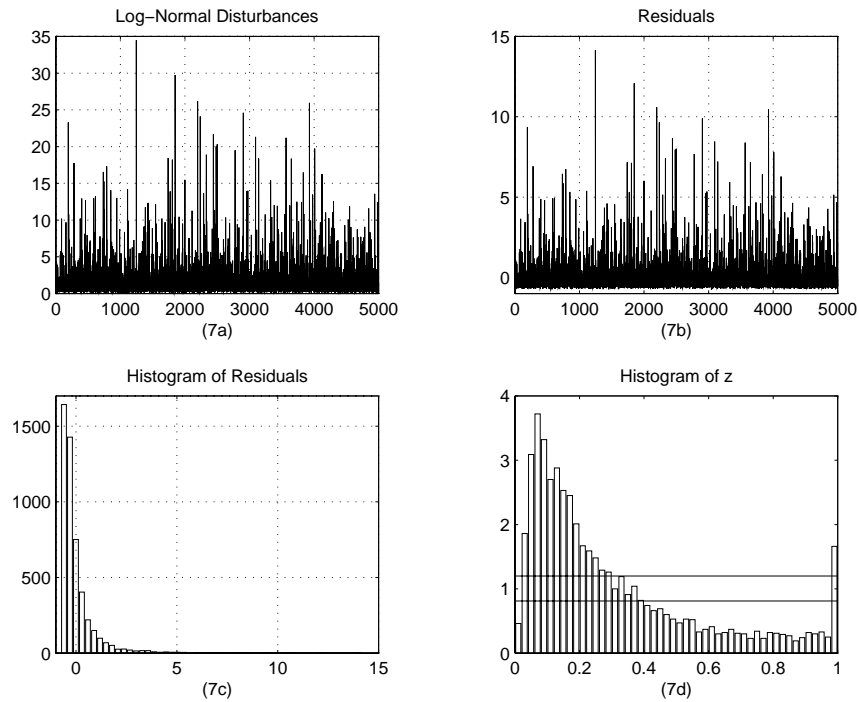 Log-Normal Disturbances
35
30
25
20
15
10
5
0
0 1000 2000 3000 4000 5000
(7a)
Residuals
15
10
5
0
0 1000 2000 3000 4000 5000
(7b)
Histogram of Residuals
1500
1000
500
0
0 5 10 15
(7c)
Histogram of z
4
3
2
1
0
0 0.2 0.4 0.6 0.8 1
(7d)